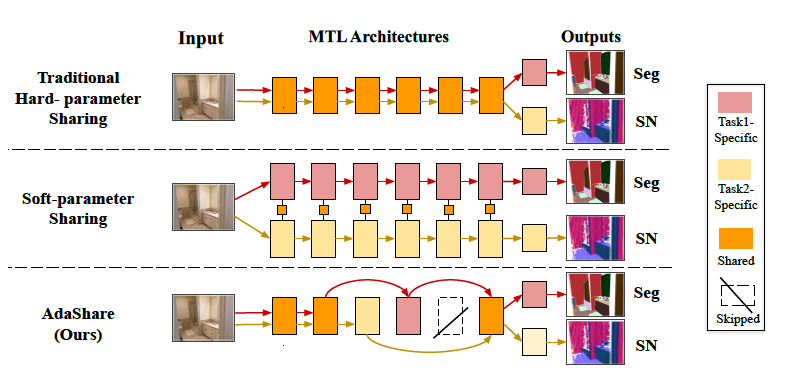 Input
MTL Architectures
Outputs
Traditional
Hard- parameter
Sharing
Seg
SN
Soft-parameter
Sharing
Seg
SN
AdaShare
(Ours)
Seg
SN
Task1-
Specific
Task2-
Specific
Shared
Skipped